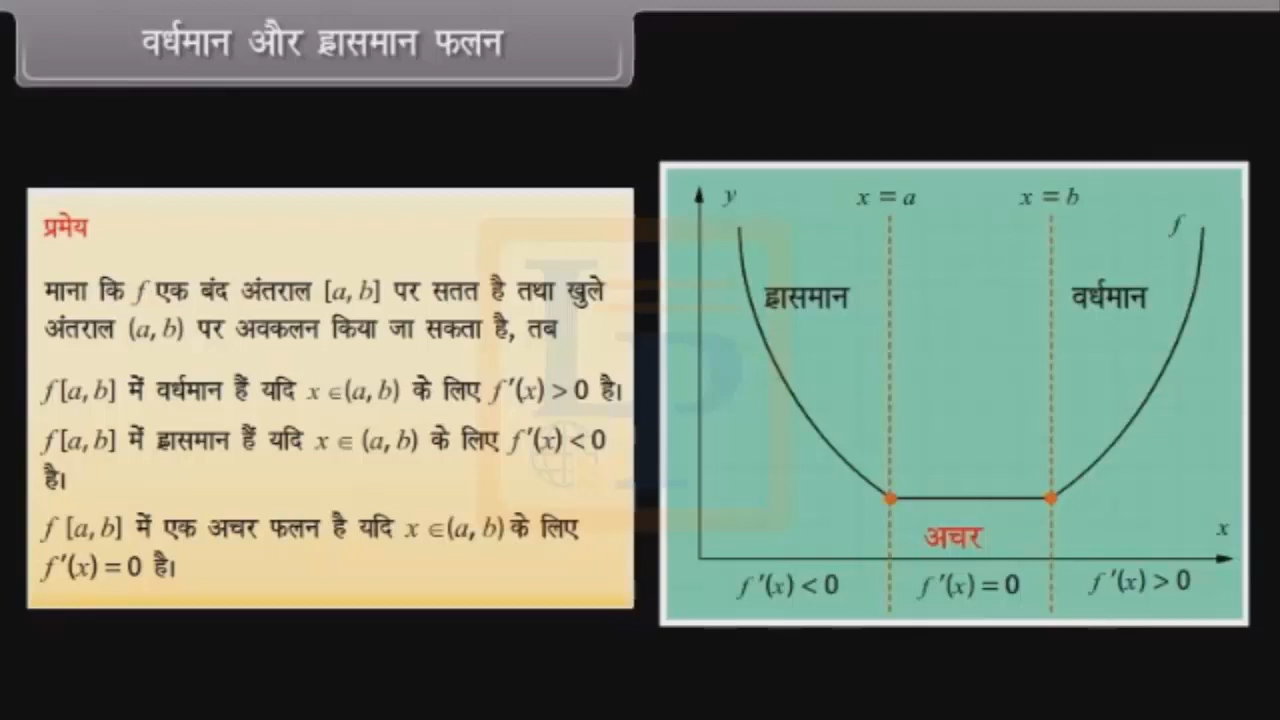 वर्धमान और ह्रासमान फलन
प्रमेय
माना कि f एक बंद अंतराल [a, b] पर सतत है तथा खुले
अंतराल (a, b) पर अवकलन किया जा सकता है, तब
f [a, b] में वर्धमान हैं यदि x ∈(a, b) के लिए f ′(x) > 0 है।
f [a, b] में ह्रासमान हैं यदि x ∈ (a, b) के लिए f ′(x) < 0
है।
f [a, b] में एक अचर फलन है यदि x ∈(a, b) के लिए
f ′(x) = 0 है।
y
x = a
x = b
f
ह्रासमान
वर्धमान
अचर
x
f ′(x) < 0
f ′(x) = 0
f ′(x) > 0